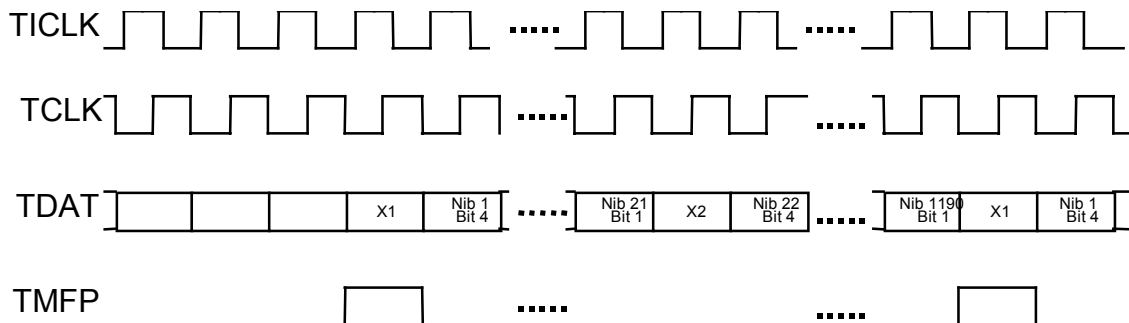 TICLK
TCLK
TDAT
X1
Nib 1
Bit 4
Nib 21
Bit 1
X2
Nib 22
Bit 4
Nib 1190
Bit 1
X1
Nib 1
Bit 4
TMFP